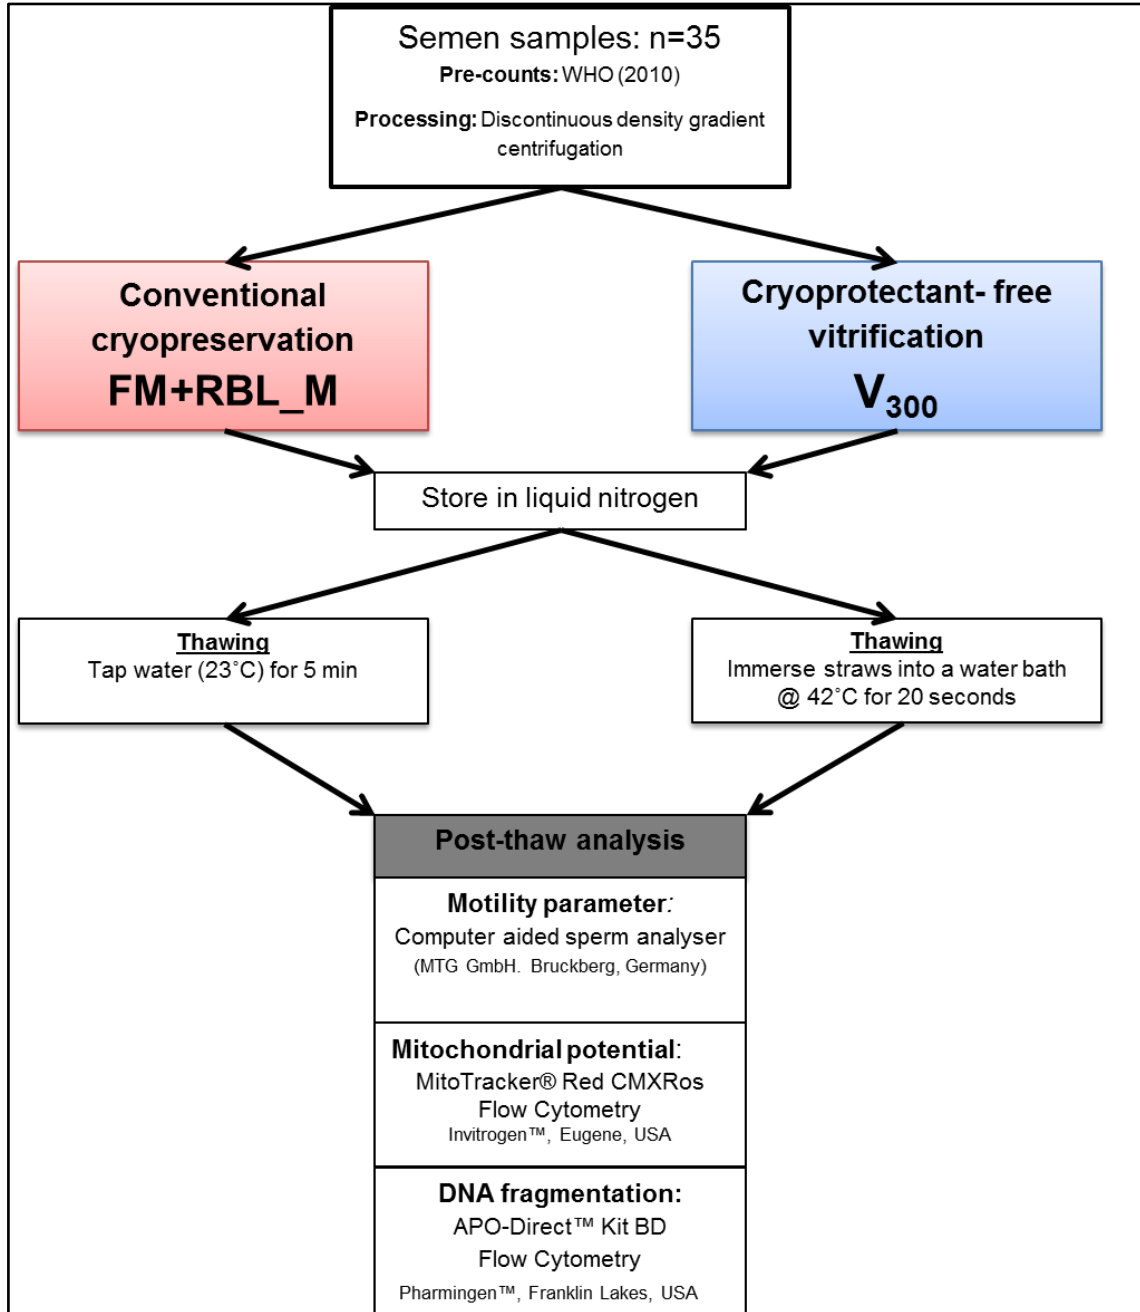 Semen samples: n=35
Pre-counts: WHO (2010)
Processing: Discontinuous density gradient
centrifugation
Conventional
cryopreservation
FM+RBL_M
Cryoprotectant- free
vitrification
V300
Store in liquid nitrogen
Thawing
Tap water (23˚C) for 5 min
Thawing
Immerse straws into a water bath
@ 42˚C for 20 seconds
Post-thaw analysis
Motility parameter:
Computer aided sperm analyser
(MTG GmbH. Bruckberg, Germany)
Mitochondrial potential:
MitoTracker® Red CMXRos
Flow Cytometry
Invitrogen™, Eugene, USA
DNA fragmentation:
APO-Direct™ Kit BD
Flow Cytometry
Pharmingen™, Franklin Lakes, USA